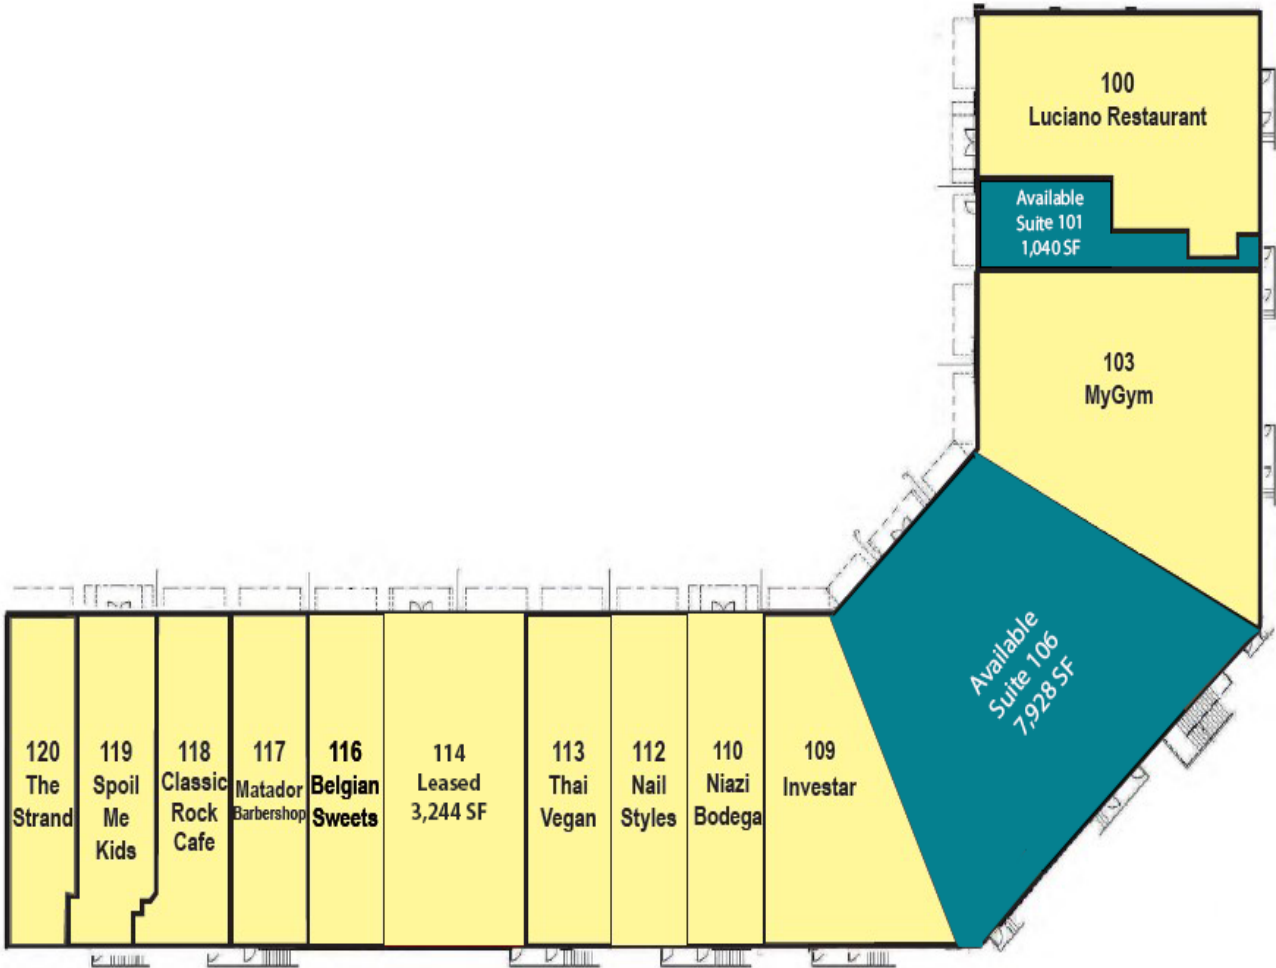 100
Luciano Restaurant
Available
Suite 101
1,040 SF
103
MyGym
Available
Suite 106
7,928 SF
120
The
Strand
119
Spoil
Me
Kids
118
Classic
Rock
Cafe
117
Matador
Barbershop
116
Belgian
Sweets
114
Leased
3,244 SF
113
Thai
Vegan
112
Nail
Styles
110
Niazi
Bodega
109
Investar